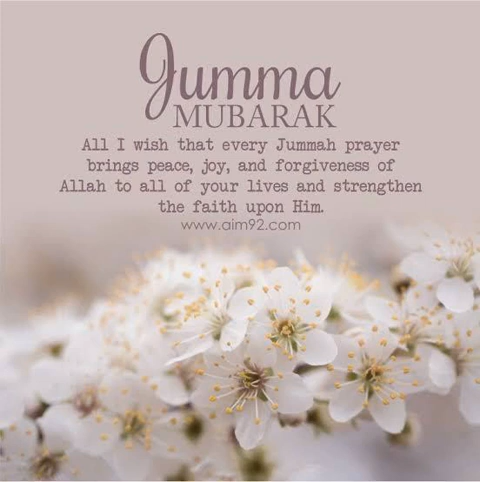 Jumma
MUBARAK
All I wish that every Jummah prayer
brings peace, joy, and forgiveness of
Allah to all of your lives and strengthen
the faith upon Him.
www.aim92.com